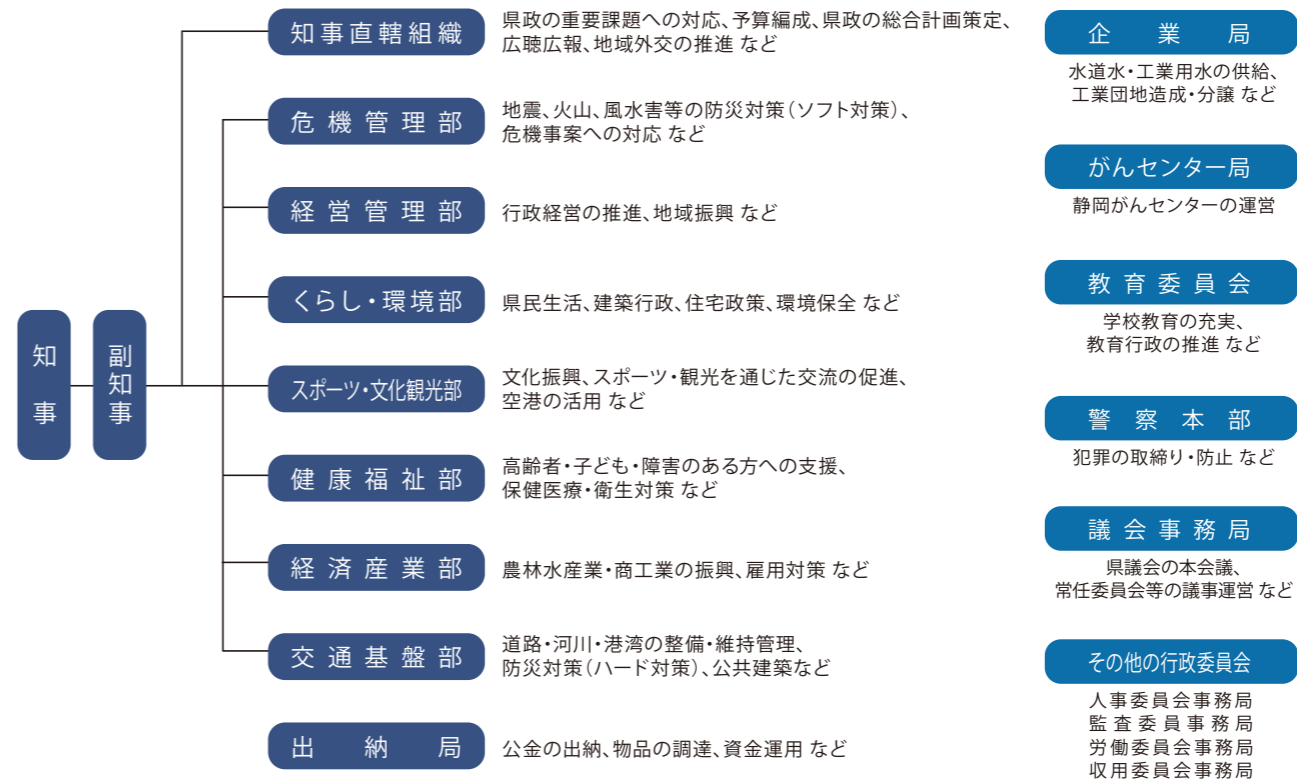 知事
副知事
知事直轄組織
県政の重要課題への対応、予算編成、県政の総合計画策定、
広聴広報、地域外交の推進 など
危機管理部
地震、火山、風水害等の防災対策(ソフト対策)、
危機事案への対応 など
経営管理部
行政経営の推進、地域振興 など
くらし・環境部
県民生活、建築行政、住宅政策、環境保全 など
スポーツ・文化観光部
文化振興、スポーツ・観光を通じた交流の促進、
空港の活用 など
健康福祉部
高齢者・子ども・障害のある方への支援、
保健医療・衛生対策 など
経済産業部
農林水産業・商工業の振興、雇用対策 など
交通基盤部
道路・河川・港湾の整備・維持管理、
防災対策(ハード対策)、公共建築など
出納局
公金の出納、物品の調達、資金運用 など
企業局
水道水・工業用水の供給、
工業団地造成・分譲 など
がんセンター局
静岡がんセンターの運営
教育委員会
学校教育の充実、
教育行政の推進 など
警察本部
犯罪の取締り・防止 など
議会事務局
県議会の本会議、
常任委員会等の議事運営 など
その他の行政委員会
人事委員会事務局
監査委員事務局
労働委員会事務局
収用委員会事務局